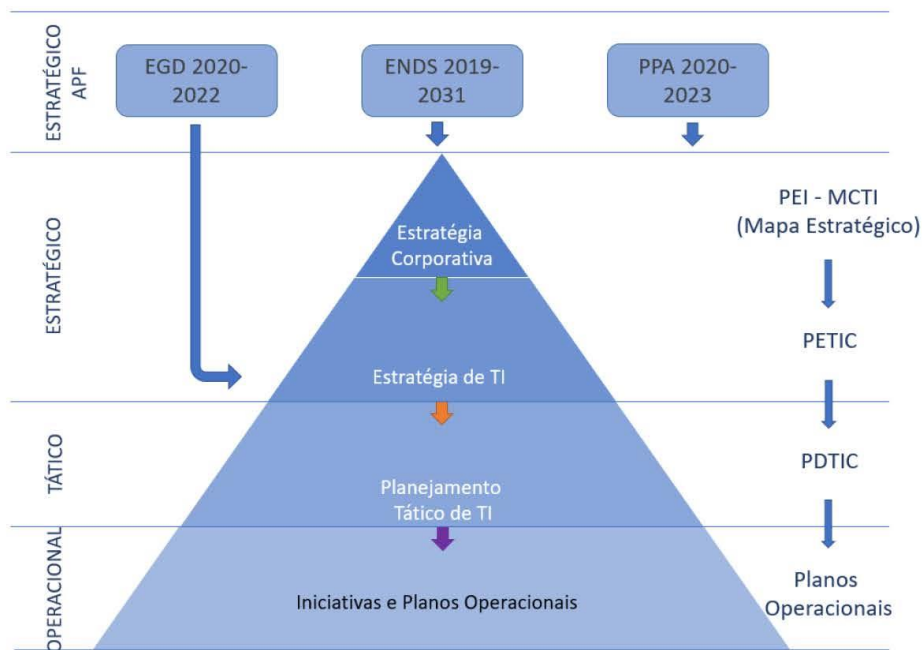 ESTRATÉGICO
APF
EGD 2020-
2022
ENDS 2019-
2031
PPA 2020-
2023
ESTRATÉGICO
Estratégia
Corporativa
Estratégia de TI
PEI - MCTI
(Mapa Estratégico)
PETIC
TÁTICO
Planejamento
Tático de TI
PDTIC
OPERACIONAL
Iniciativas e Planos Operacionais
Planos
Operacionais